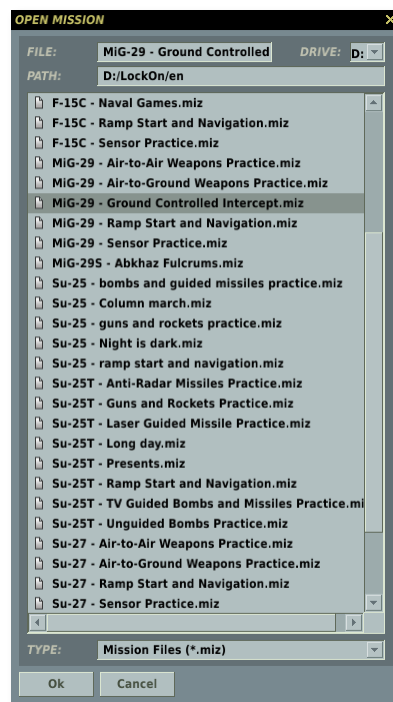 OPEN MISSION
FILE: MiG-29 - Ground Controlled DRIVE: D:
PATH: D:/LockOn/en
F-15C - Naval Games.miz
F-15C - Ramp Start and Navigation.miz
F-15C - Sensor Practice.miz
MiG-29 - Air-to-Air Weapons Practice.miz
MiG-29 - Air-to-Ground Weapons Practice.miz
MiG-29 - Ground Controlled Intercept.miz
MiG-29 - Ramp Start and Navigation.miz
MiG-29 - Sensor Practice.miz
MiG-29S - Abkhaz Fulcrums.miz
Su-25 - bombs and guided missiles practice.miz
Su-25 - Column march.miz
Su-25 - guns and rockets practice.miz
Su-25 - Night is dark.miz
Su-25 - ramp start and navigation.miz
Su-25T - Anti-Radar Missiles Practice.miz
Su-25T - Guns and Rockets Practice.miz
Su-25T - Laser Guided Missile Practice.miz
Su-25T - Long day.miz
Su-25T - Presents.miz
Su-25T - Ramp Start and Navigation.miz
Su-25T - TV Guided Bombs and Missiles Practice.mi
Su-25T - Unguided Bombs Practice.miz
Su-27 - Air-to-Air Weapons Practice.miz
Su-27 - Air-to-Ground Weapons Practice.miz
Su-27 - Ramp Start and Navigation.miz
Su-27 - Sensor Practice.miz
TYPE: Mission Files (*.miz)
Ok Cancel